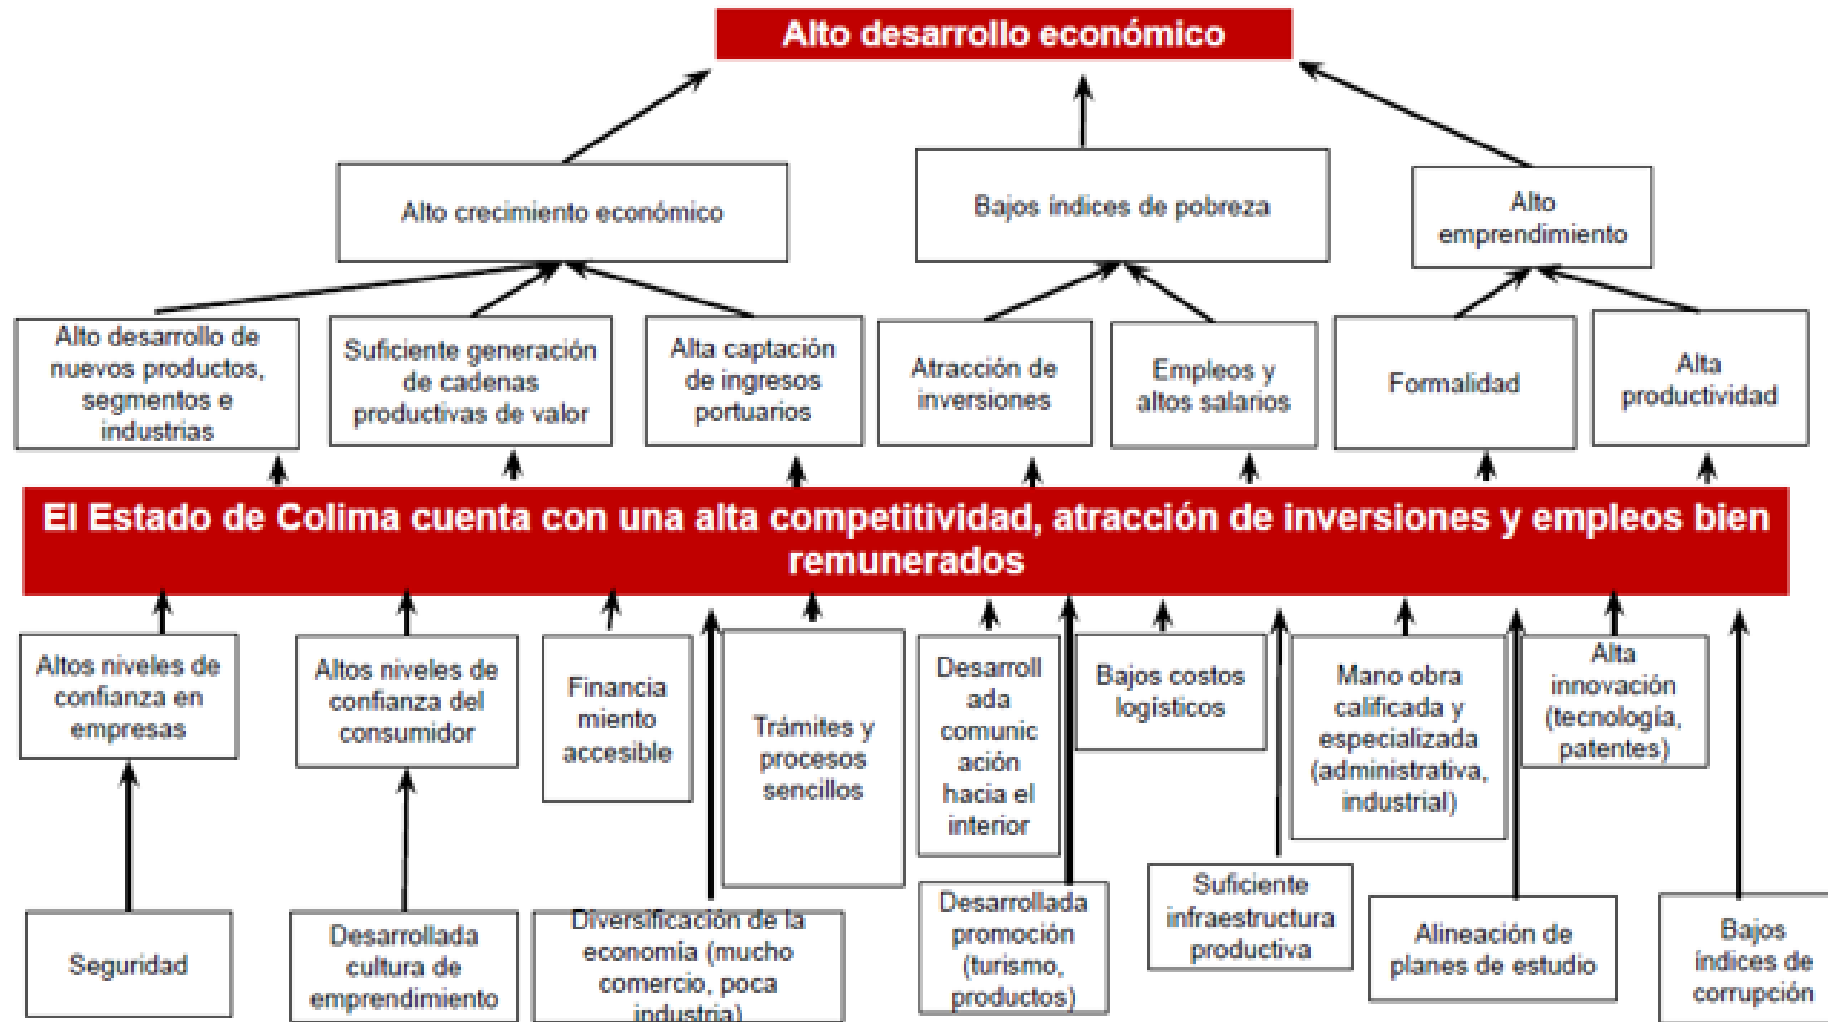 Alto desarrollo económico
Alto crecimiento económico
Bajos índices de pobreza
Alto
emprendimiento
Alto desarrollo de
nuevos productos,
segmentos e
industrias
Suficiente generación
de cadenas
productivas de valor
Alta captación
de ingresos
portuarios
Atracción de
inversiones
Empleos y
altos salarios
Formalidad
Alta
productividad
El Estado de Colima cuenta con una alta competitividad, atracción de inversiones y empleos bien
remunerados
Altos niveles de
confianza en
empresas
Altos niveles de
confianza del
consumidor
Financia
miento
accesible
Trámites y
procesos
sencillos
Desarroll
ada
comunic
ación
hacia el
interior
Bajos costos
logísticos
Mano obra
calificada y
especializada
(administrativa,
industrial)
Alta
innovación
(tecnología,
patentes)
Seguridad
Desarrollada
cultura de
emprendimiento
Diversificación de la
economía (mucho
comercio, poca
industria)
Desarrollada
promoción
(turismo,
productos)
Suficiente
infraestructura
productiva
Alineación de
planes de estudio
Bajos
índices de
corrupción